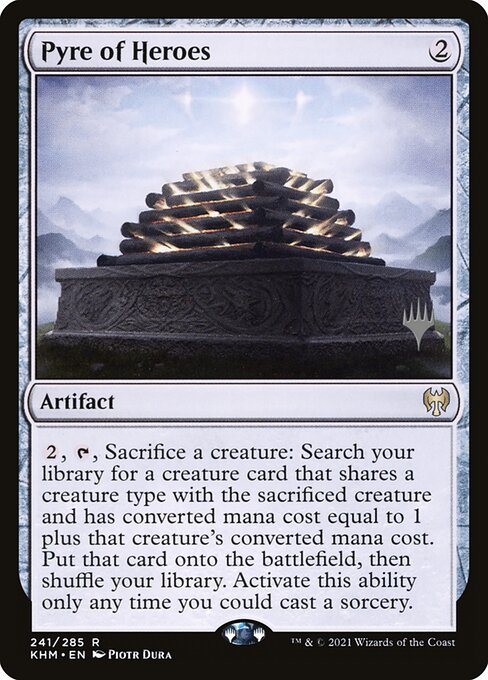 Pyre of Heroes 2
Artifact
2, T, Sacrifice a creature: Search your
library for a creature card that shares a
creature type with the sacrificed creature
and has converted mana cost equal to 1
plus that creature's converted mana cost.
Put that card onto the battlefield, then
shuffle your library. Activate this ability
only any time you could cast a sorcery.
241/285 R
KHM • EN Piotr Dura
™ & © 2021 Wizards of the Coast